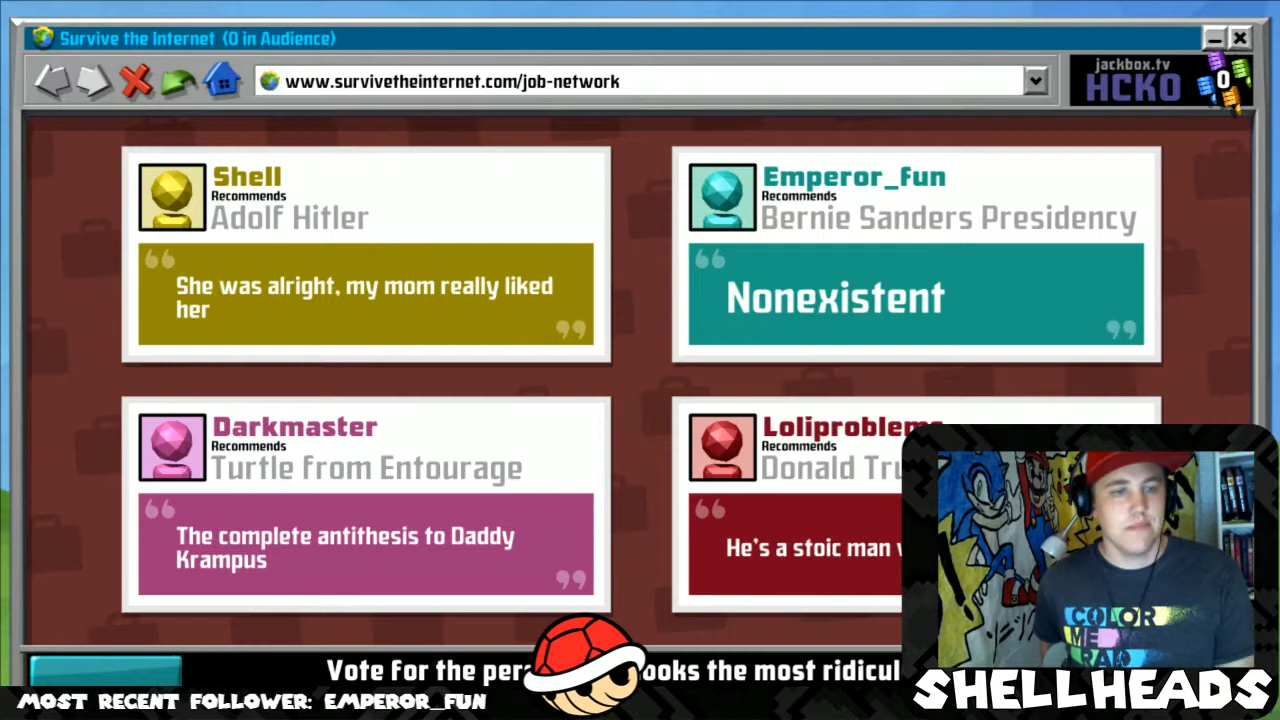 Survive the Internet (0 in Audience)
www.survivetheinternet.com/job-network
jackbox.tv
HCKO
0
Shell
Recommends
Adolf Hitler
She was alright, my mom really liked
her
Emperor_fun
Recommends
Bernie Sanders Presidency
Nonexistent
Darkmaster
Recommends
Turtle from Entourage
The complete antithesis to Daddy
Krampus
Loliproblems
Recommends
Donald
He's a stoic man
COLOR
ME
RAD
Vote for the the most
MOST RECENT FOLLOWER: EMPEROR_FUN
SHELLHEADS